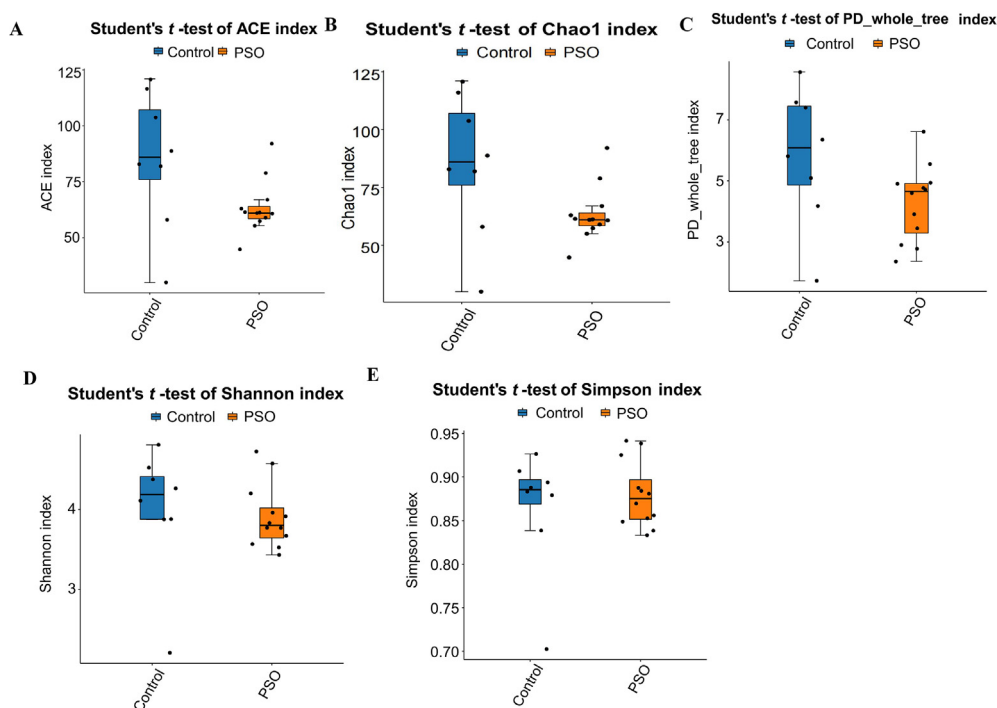 A
Student's t -test of ACE index
Control PSO
ACE index
125
100
75
50
Control
PSO
B
Student's t -test of Chao1 index
Control PSO
Chao1 index
125
100
75
50
Control
PSO
C
Student's t -test of PD_whole_tree index
Control PSO
PD_whole_tree index
7
5
3
Control
PSO
D
Student's t -test of Shannon index
Control PSO
Shannon index
4
3
Control
PSO
E
Student's t -test of Simpson index
Control PSO
Simpson index
0.95
0.90
0.85
0.80
0.75
0.70
Control
PSO